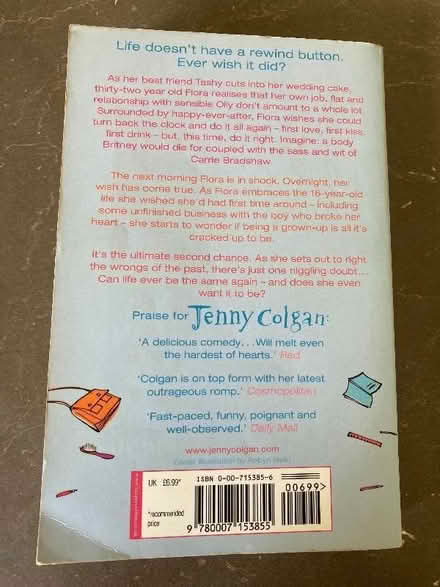 Life doesn't have a rewind button.
Ever wish it did?
As her best friend Tashy cuts into her wedding cake,
thirty-two year old Flora realises that her own job, flat and
relationship with sensible Olly don't amount to a whole lot.
Surrounded by happy-ever-after, Flora wishes she could
turn back the clock and do it all again – first love, first kiss,
first drink – but, this time, do it right. Imagine: a body
Britney would die for coupled with the sass and wit of
Carrie Bradshaw.
The next morning Flora is in shock. Overnight, her
wish has come true. As Flora embraces the 16-year-old
life she wished she'd had first time around – including
some unfinished business with the boy who broke her
heart – she starts to wonder if being a grown-up is all it's
cracked up to be.
It's the ultimate second chance. As she sets out to right
the wrongs of the past, there's just one niggling doubt...
Can life ever be the same again – and does she even
want it to be?
Praise for Jenny Colgan:
'A delicious comedy...Will melt even
the hardest of hearts.' Red
'Colgan is on top form with her latest
outrageous romp.' Cosmopolitan
'Fast-paced, funny, poignant and
well-observed.' Daily Mail
www.jennycolgan.com
Cover illustration by Robyn
UK £6.99*
*recommended
price
ISBN 0-00-715385-6
00699>
9 780007 153855